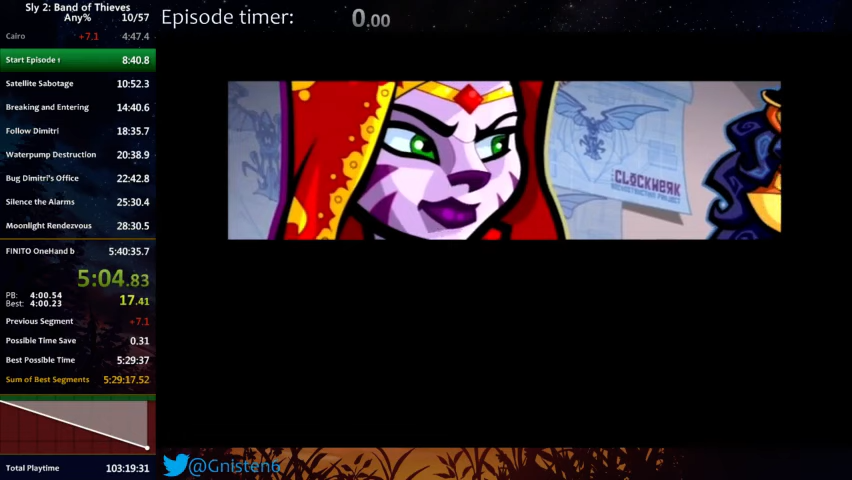 Sly 2: Band of Thieves
Any% 10/57
Cairo +7.1 4:47.4
Start Episode 1 8:40.8
Satellite Sabotage 10:52.3
Breaking and Entering 14:40.6
Follow Dimitri 18:35.7
Waterpump Destruction 20:38.9
Bug Dimitri's Office 22:42.8
Silence the Alarms 25:30.4
Moonlight Rendezvous 28:30.5
FINITO OneHand b 5:40:35.7
5:04.83
PB: 4:00.54
Best: 4:00.23
17.41
Previous Segment +7.1
Possible Time Save 0.31
Best Possible Time 5:29:37
Sum of Best Segments 5:29:17.52
Total Playtime 103:19:31
Episode timer: 0.00
CLOCKWERK
@Gnisten6